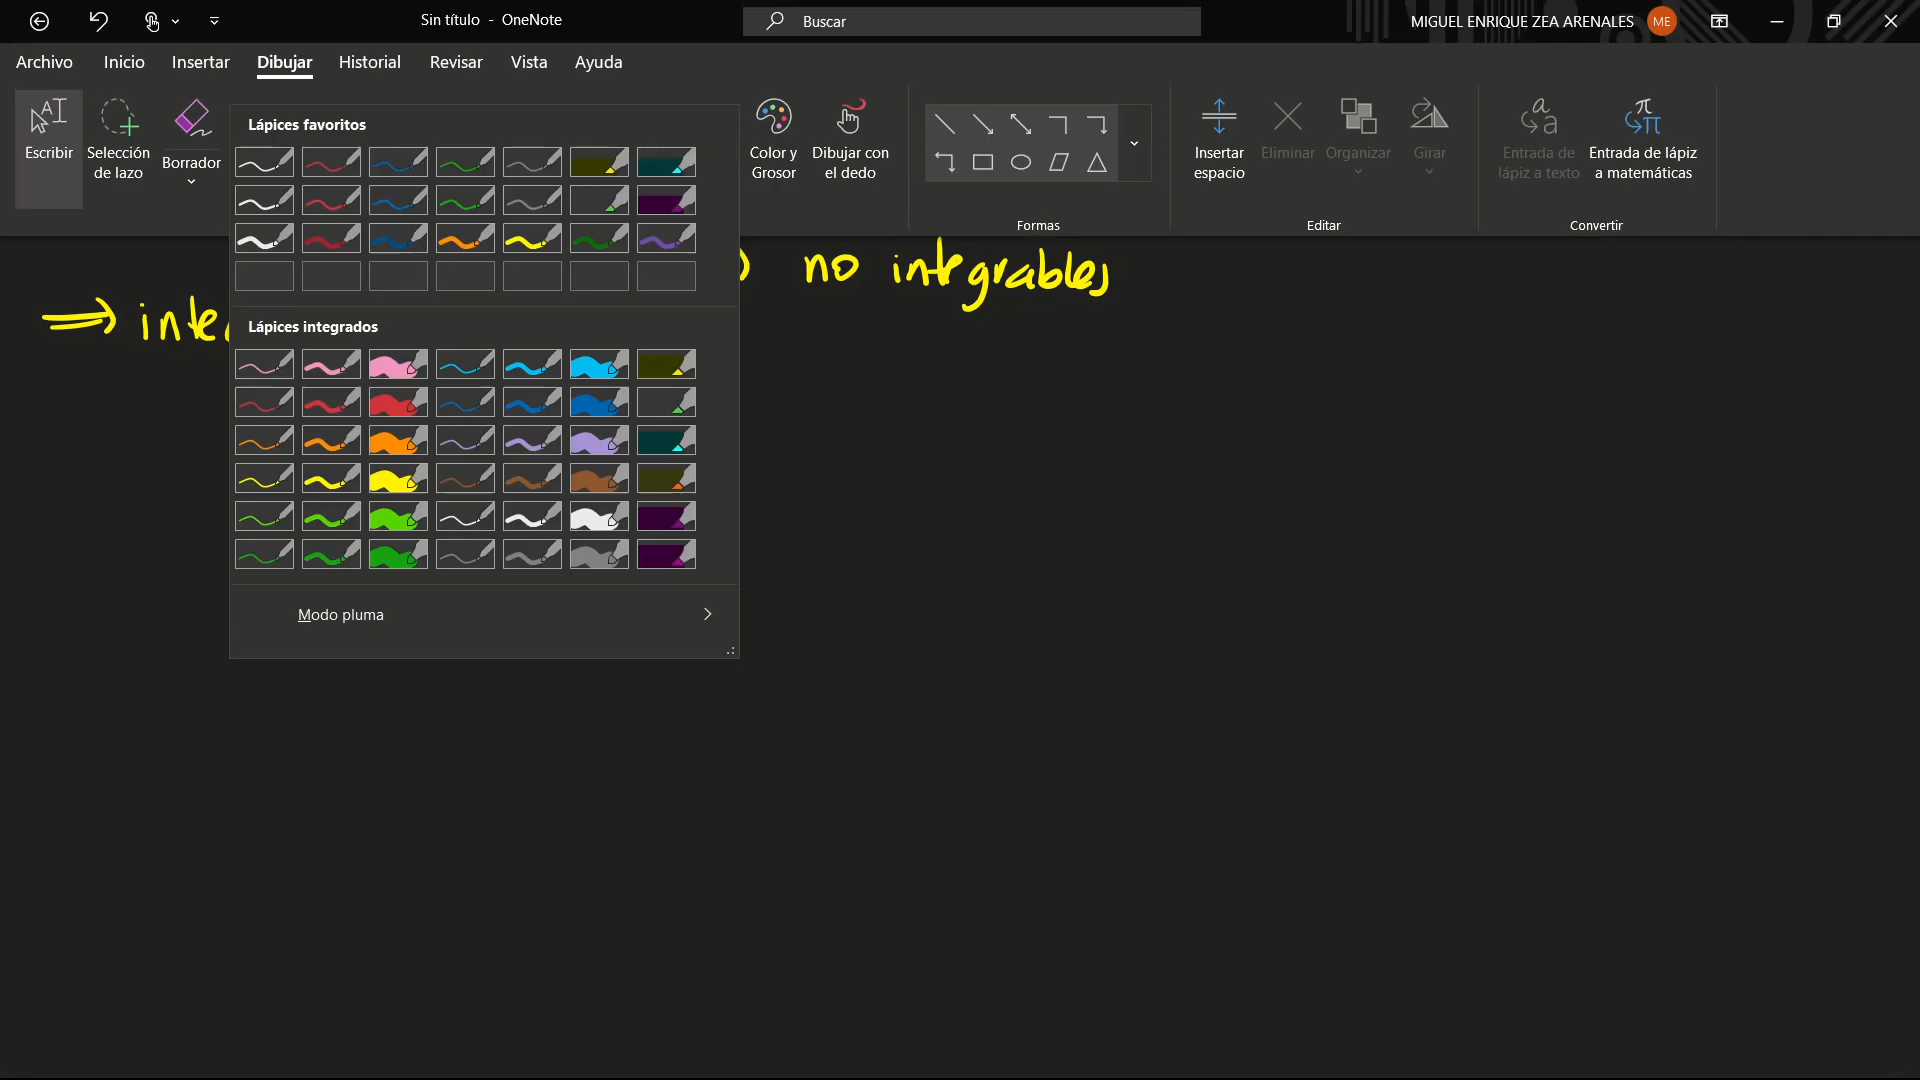 Sin título - OneNote
Buscar
MIGUEL ENRIQUE ZEA ARENALES ME
Archivo Inicio Insertar Dibujar Historial Revisar Vista Ayuda
Escribir
Selección
de lazo
Borrador
Lápices favoritos
Lápices integrados
Modo pluma
Color y
Grosor
Dibujar con
el dedo
Formas
Insertar
espacio
Eliminar
Organizar
Girar
Editar
Entrada de
lápiz a texto
Entrada de lápiz
a matemáticas
Convertir
no integrables
⇒